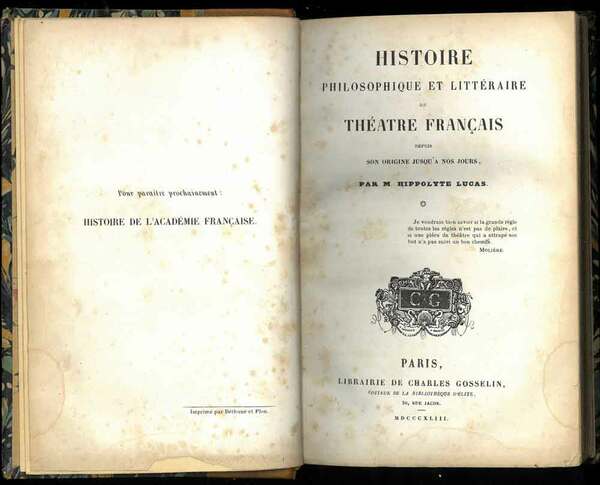 Pour paraître prochainement :
HISTOIRE DE L'ACADÉMIE FRANÇAISE.
Imprimé par Béthune et Plon.
HISTOIRE
PHILOSOPHIQUE ET LITTÉRAIRE
DU
THÉATRE FRANÇAIS
DEPUIS
SON ORIGINE JUSQU'A NOS JOURS,
PAR M HIPPOLYTE LUCAS.
Je voudrais bien savoir si la grande règle
de toutes les règles n'est pas de plaire, et
si une pièce de théâtre qui a attrapé son
but n'a pas suivi un bon chemin.
MOLIÈRE.
C G
PARIS,
LIBRAIRIE DE CHARLES GOSSELIN,
ÉDITEUR DE LA BIBLIOTHÈQUE D'ÉLITE,
30, RUE JACOB.
MDCCCXLIII.